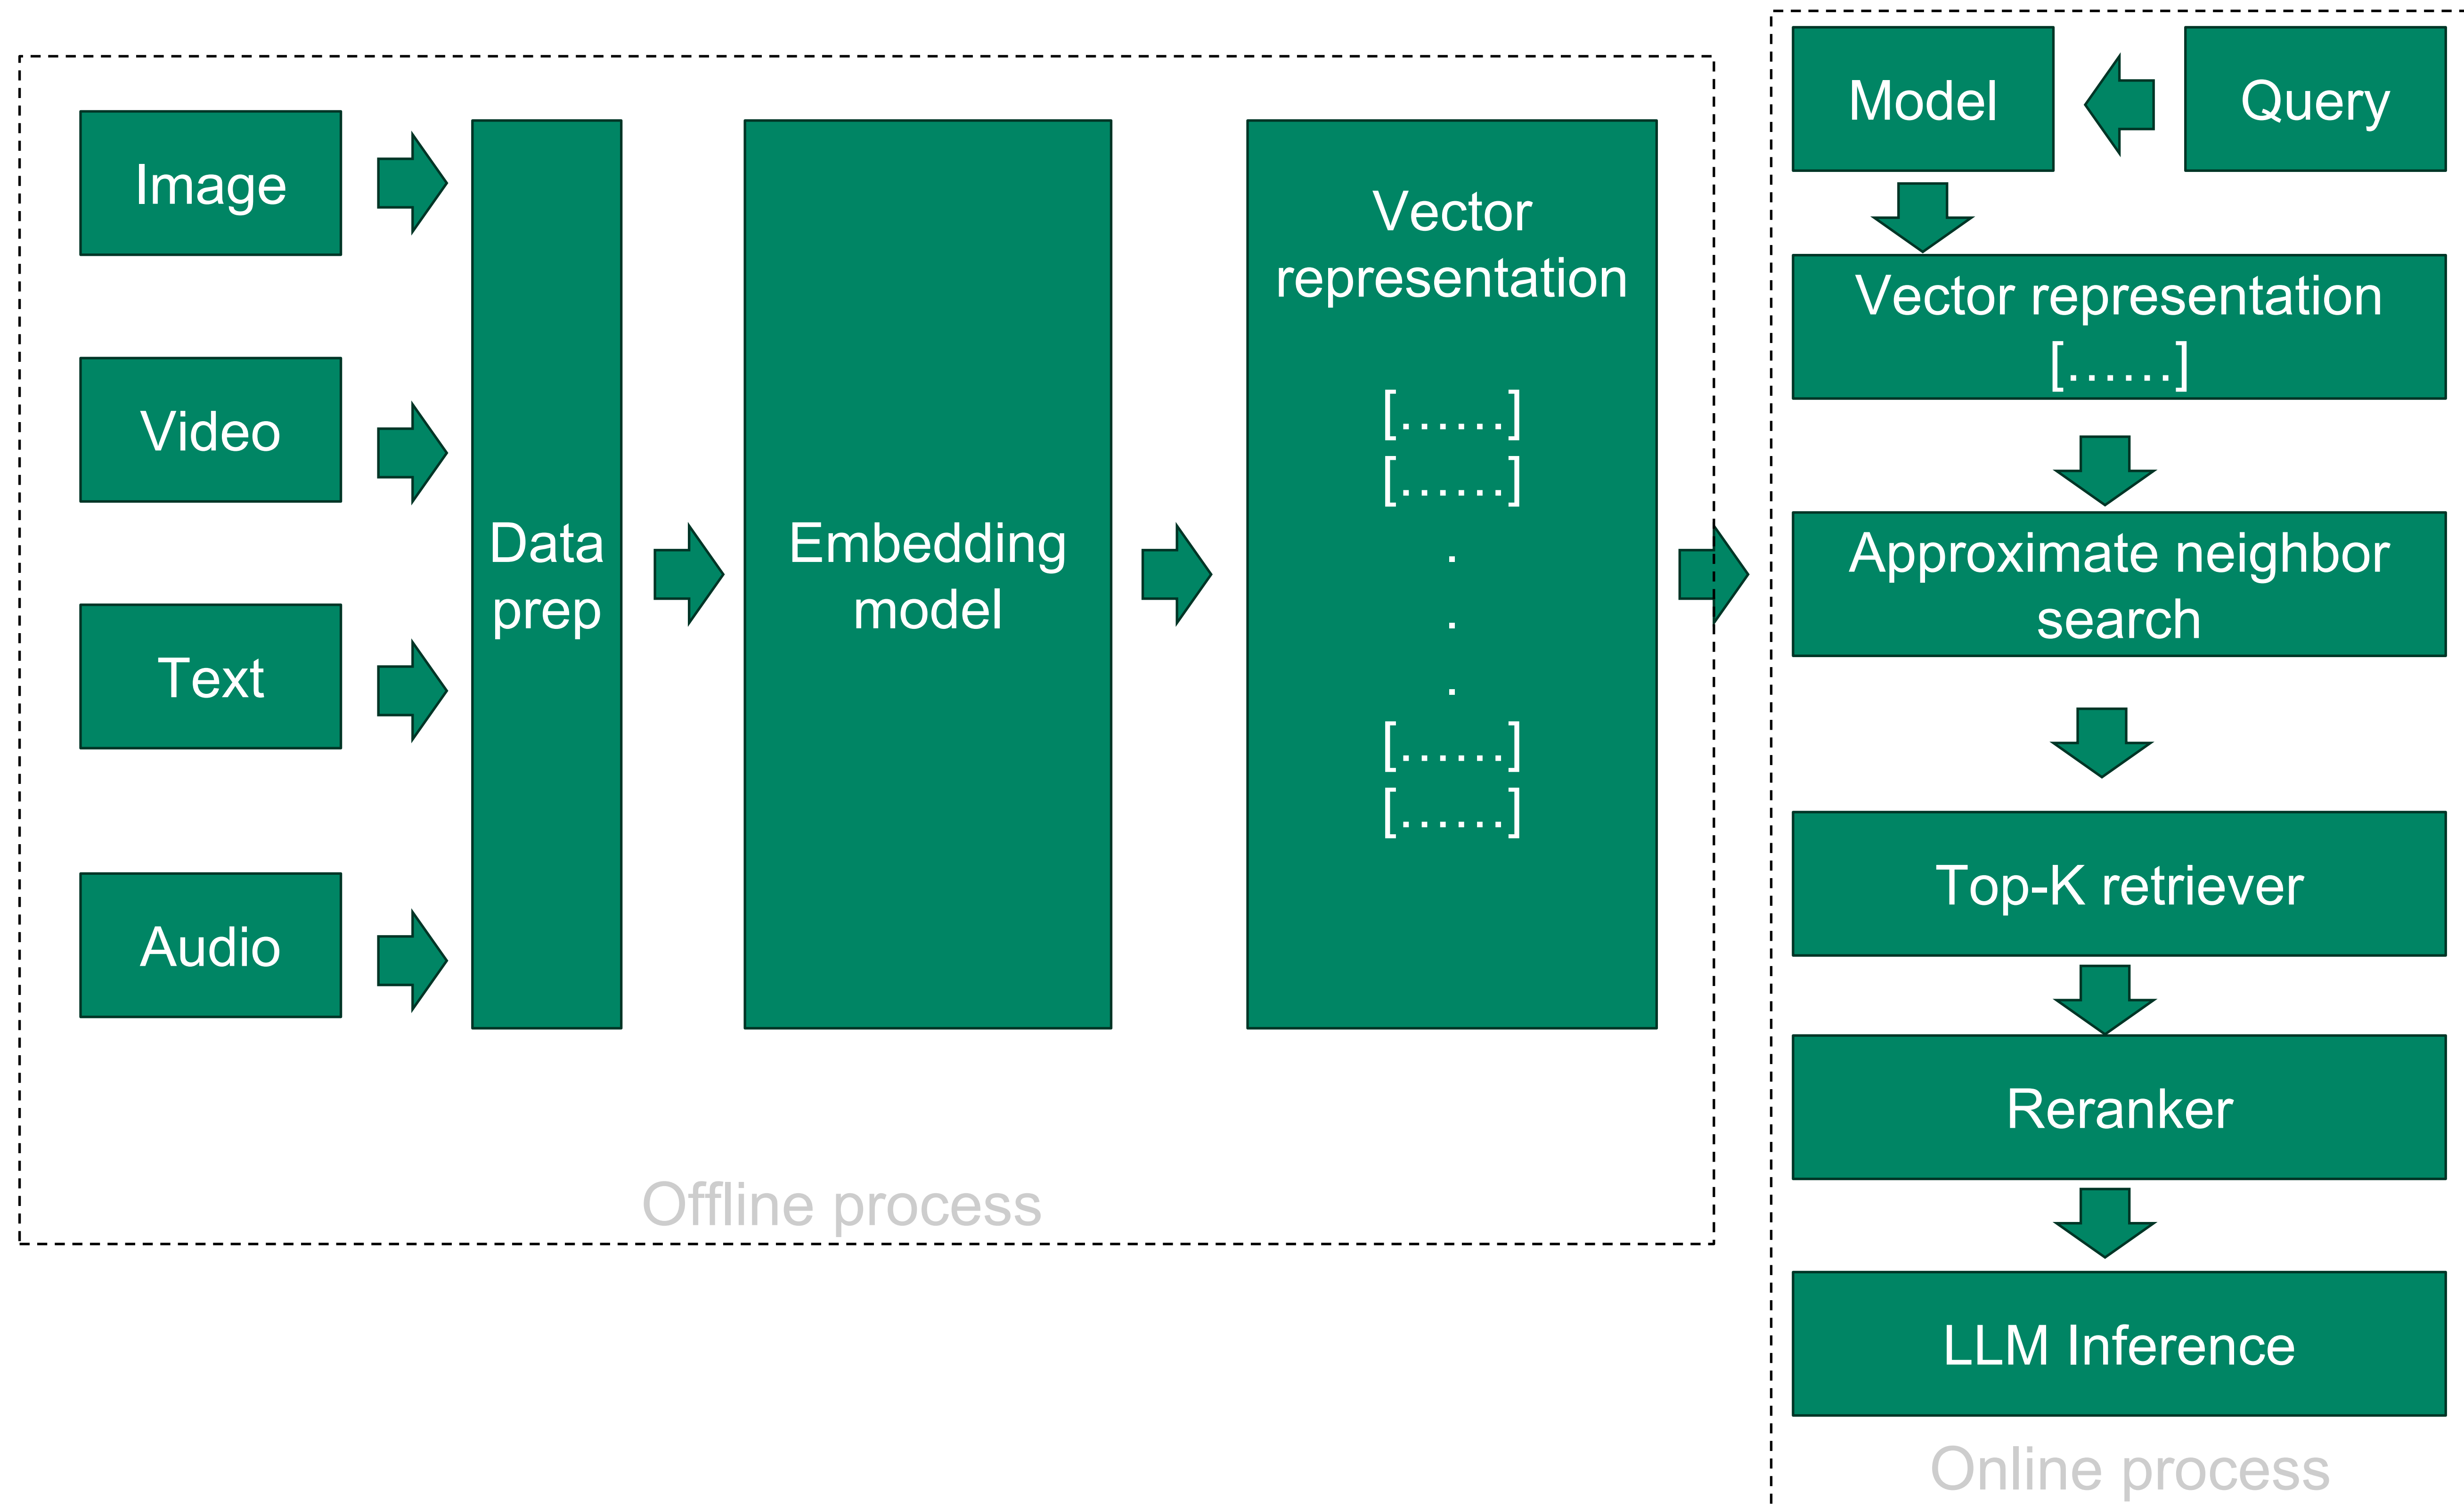 Image
Video
Text
Audio
Data
prep
Embedding
model
Vector
representation
[......]
[......]
.
.
.
[......]
[......]
Offline process
Model
Query
Vector representation
[......]
Approximate neighbor
search
Top-K retriever
Reranker
LLM Inference
Online process